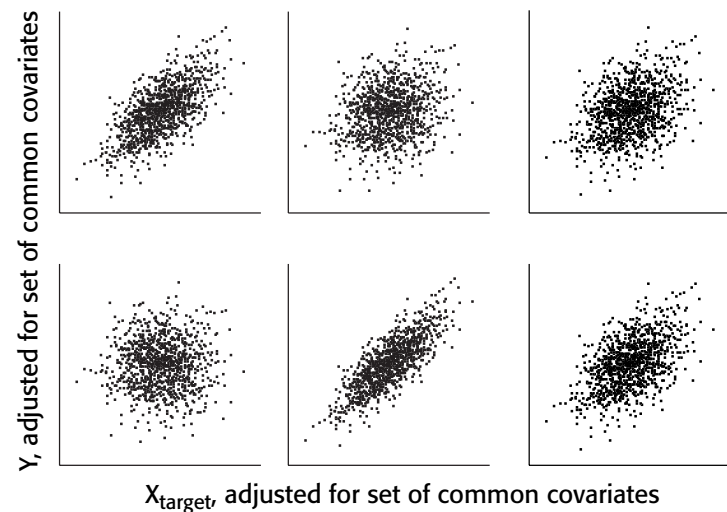 Y, adjusted for set of common covariates
Xtarget, adjusted for set of common covariates